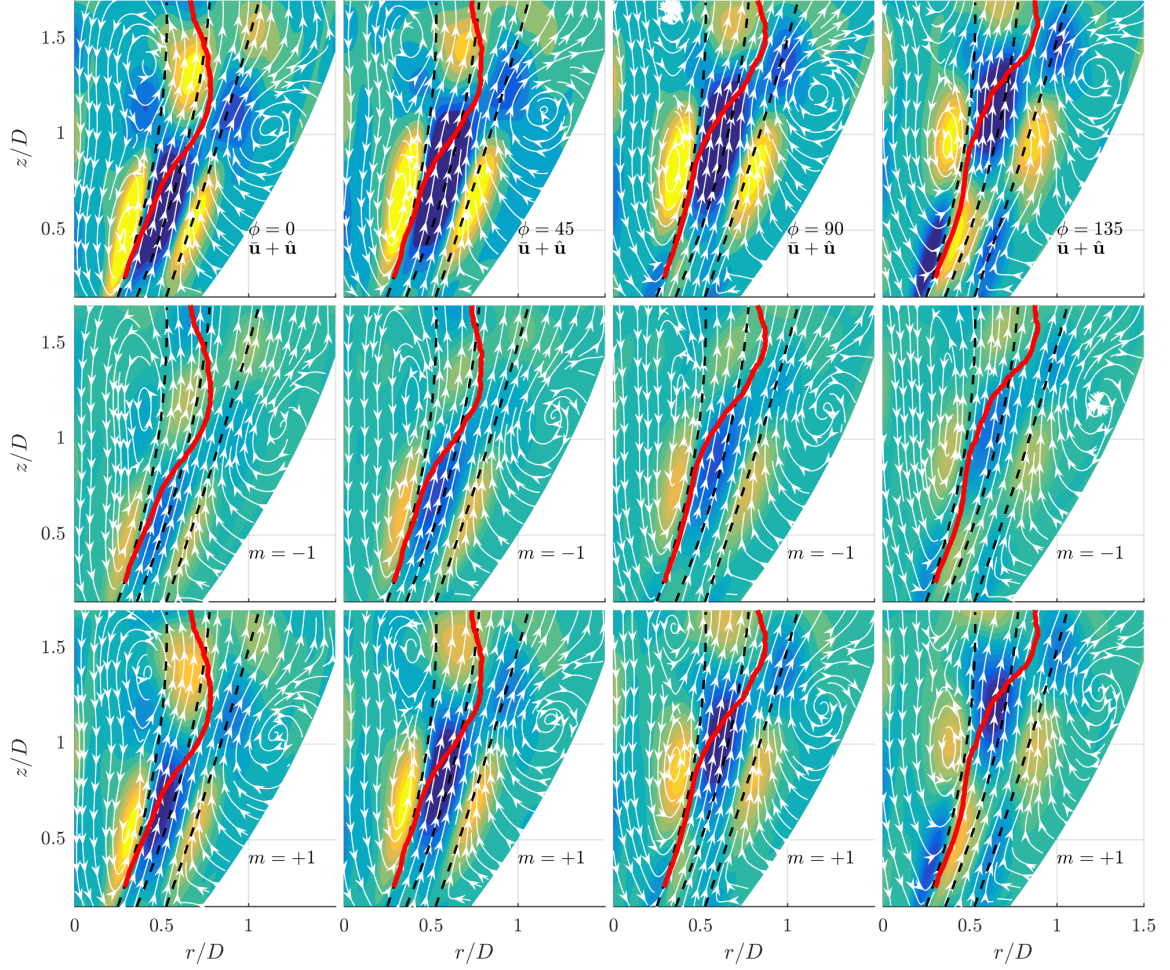 1.5
1
0.5
z/D
ϕ = 0
ū + û
ϕ = 45
ū + û
ϕ = 90
ū + û
ϕ = 135
ū + û
1.5
1
0.5
z/D
m = −1
m = −1
m = −1
m = −1
1.5
1
0.5
z/D
m = +1
m = +1
m = +1
m = +1
0 0.5 1 0.5 1 0.5 1 0.5 1 1.5
r/D r/D r/D r/D